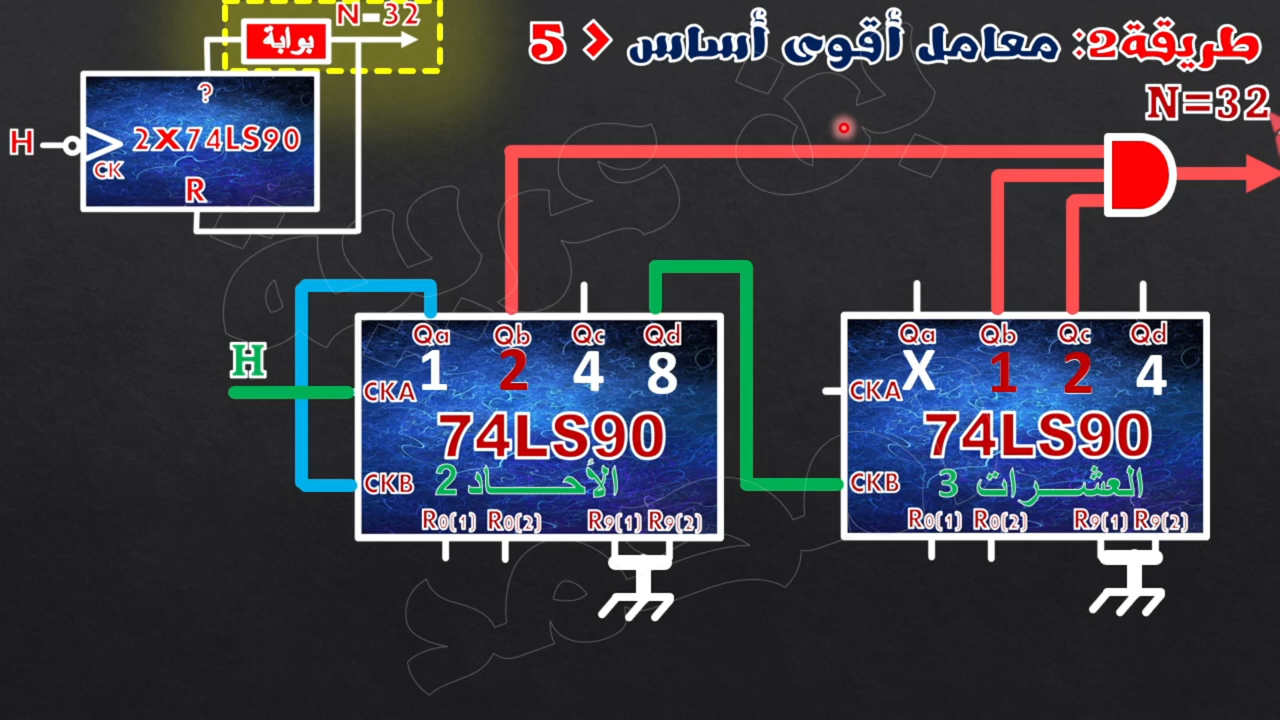 طريقة2: معامل أقوى أساس > 5
N=32
N=32
بوابة
?
H
CK
2X74LS90
R
H
Qa Qb Qc Qd
1 2 4 8
CKA
74LS90
CKB
الأحـــاد 2
R0(1) R0(2) R9(1) R9(2)
Qa Qb Qc Qd
X 1 2 4
CKA
74LS90
CKB
العشـــرات 3
R0(1) R0(2) R9(1) R9(2)